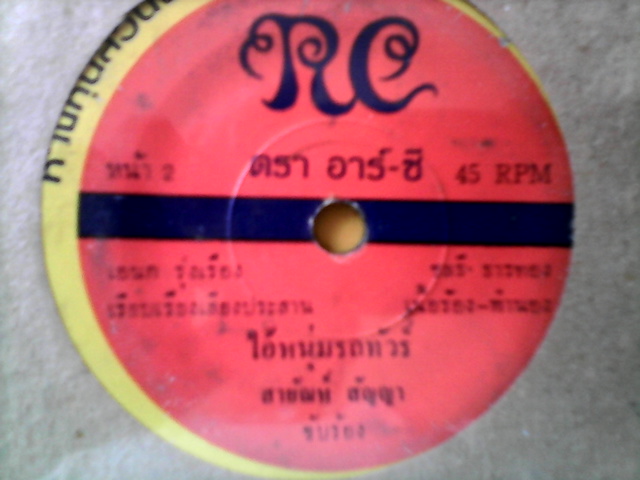 RC
หน้า 2 ตรา อาร์-ซี 45 RPM
เอนก รุ่งเรือง
เรียบเรียงเสียงประสาน เนื้อร้อง-ทำนอง
ไอ้หนุ่มรถทัวร์
สายัณห์ สัญญา
ขับร้อง